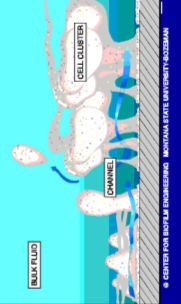 CELL CLUSTER
CHANNEL
BULK FLUID
© CENTER FOR BIOFILM ENGINEERING MONTANA STATE UNIVERSITY-BOZEMAN